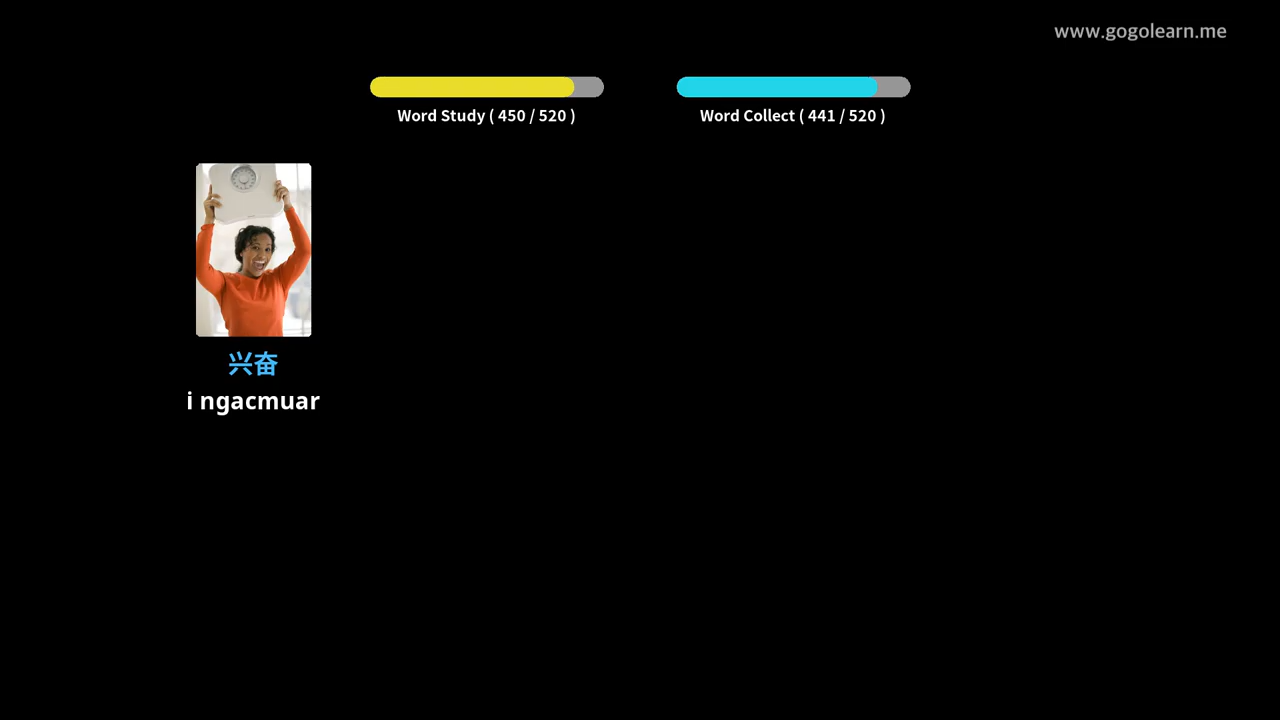 www.gogolearn.me
Word Study ( 450 / 520 )
Word Collect ( 441 / 520 )
兴奋
i ngacmuar